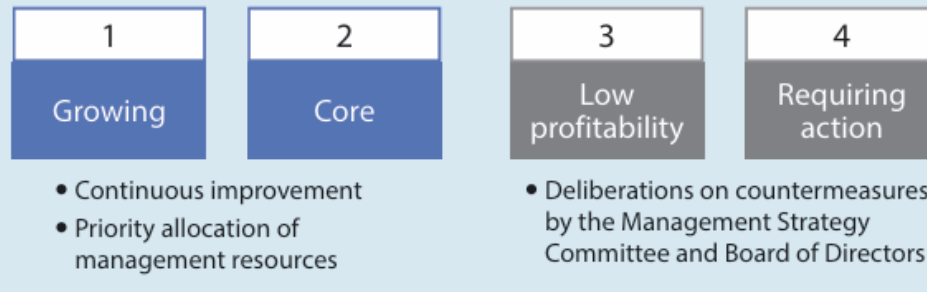 1
Growing
2
Core
• Continuous improvement
• Priority allocation of
management resources
3
Low
profitability
4
Requiring
action
• Deliberations on countermeasures
by the Management Strategy
Committee and Board of Directors